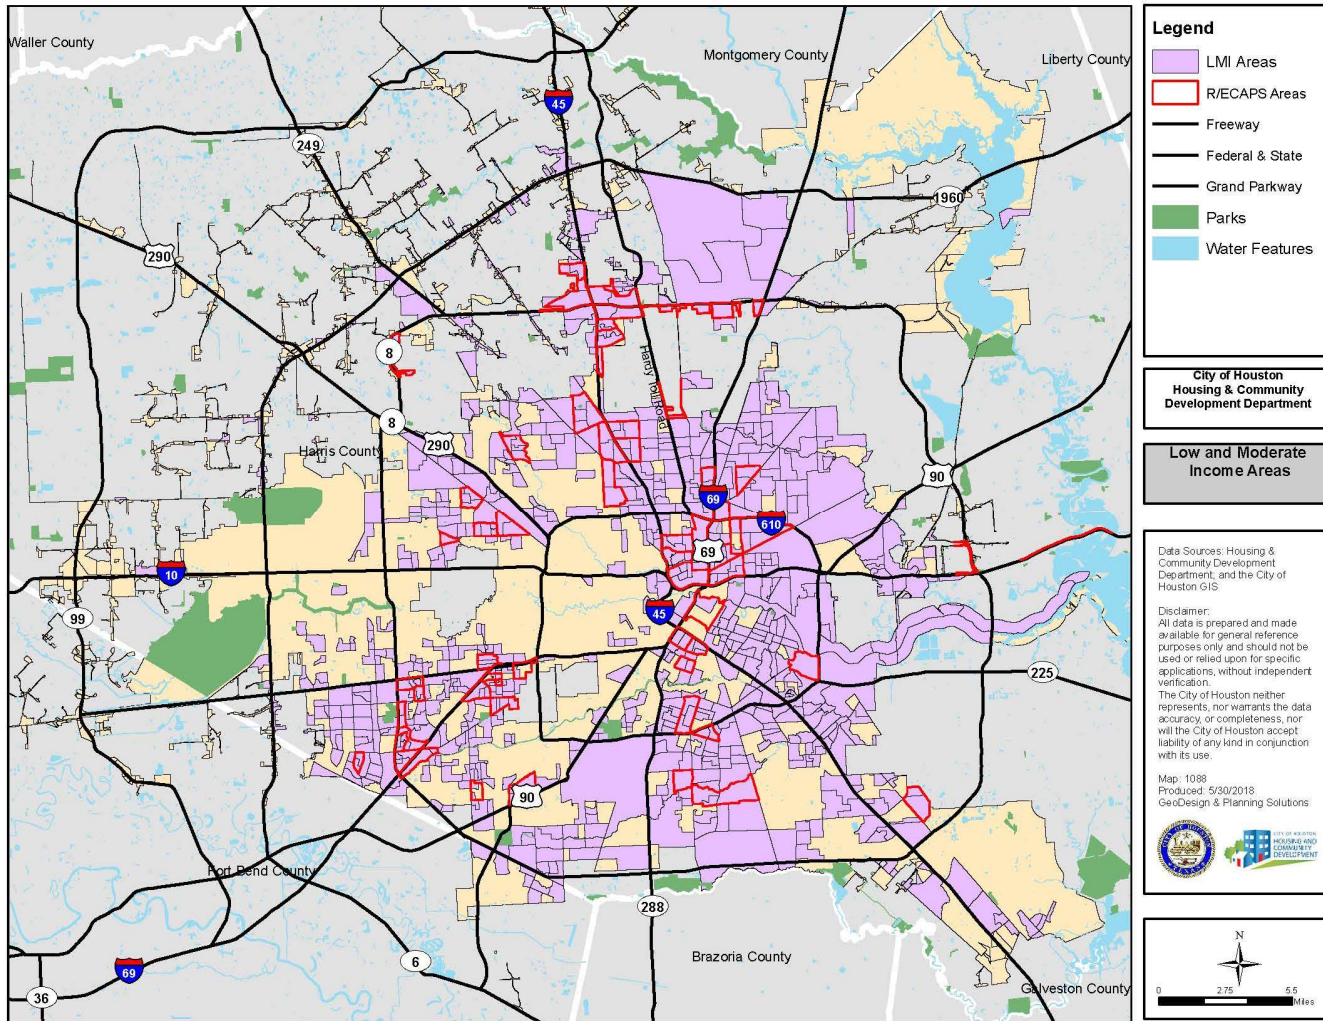 Waller County
Montgomery County
Liberty County
45
249
1960
290
8
Hardy Toll Road
8
290
Harris County
90
69
610
69
10
45
99
225
90
Fort Bend County
288
6
Brazoria County
69
36
Galveston County
Legend
LMI Areas
R/ECAPS Areas
Freeway
Federal & State
Grand Parkway
Parks
Water Features
City of Houston
Housing & Community
Development Department
Low and Moderate
Income Areas
Data Sources: Housing &
Community Development
Department; and the City of
Houston GIS
Disclaimer:
All data is prepared and made
available for general reference
purposes only and should not be
used or relied upon for specific
applications, without independent
verification.
The City of Houston neither
represents, nor warrants the data
accuracy, or completeness, nor
will the City of Houston accept
liability of any kind in conjunction
with its use.
Map: 1088
Produced: 5/30/2018
GeoDesign & Planning Solutions
CITY OF HOUSTON
HOUSING AND
COMMUNITY
DEVELOPMENT
N
0 2.75 5.5
Miles